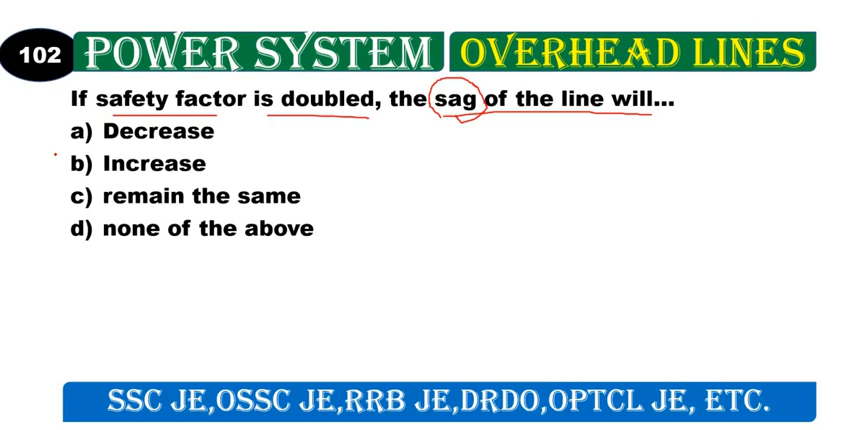 102 POWER SYSTEM OVERHEAD LINES
If safety factor is doubled, the sag of the line will...
a) Decrease
b) Increase
c) remain the same
d) none of the above
SSC JE,OSSC JE,RRB JE,DRDO,OPTCL JE, ETC.